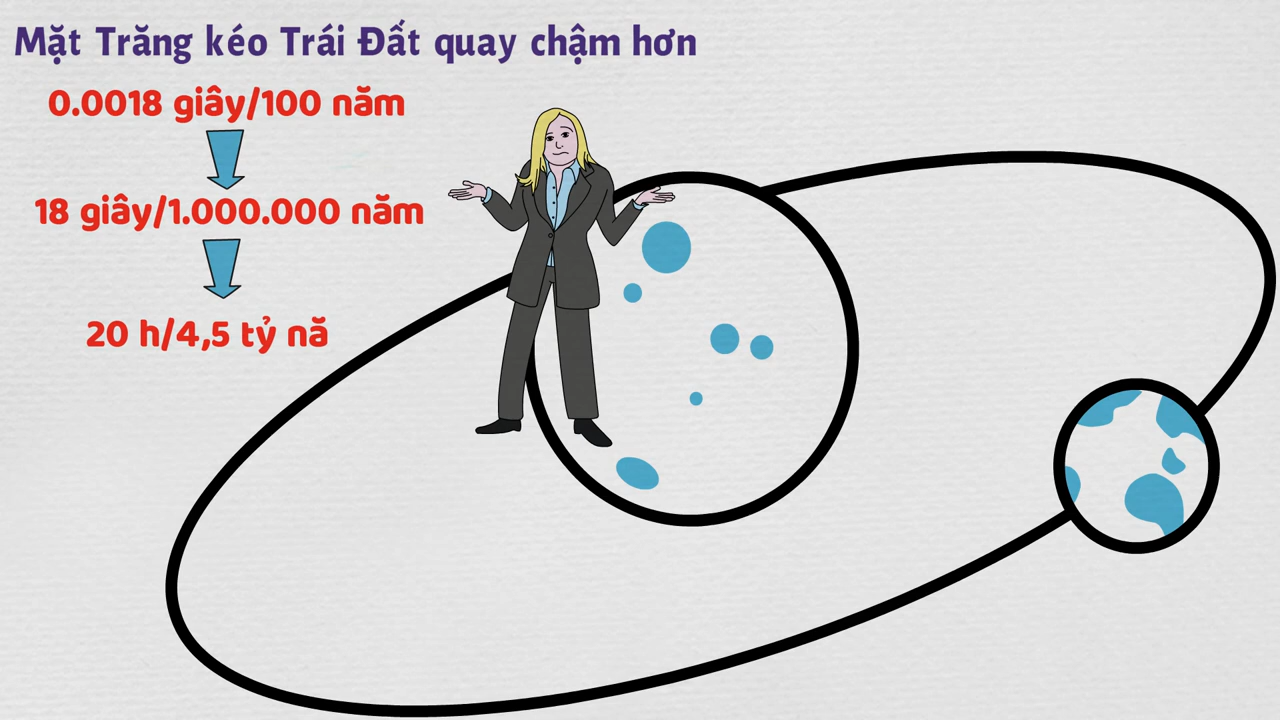 Mặt Trăng kéo Trái Đất quay chậm hơn
0.0018 giây/100 năm
18 giây/1.000.000 năm
20 h/4,5 tỷ nă